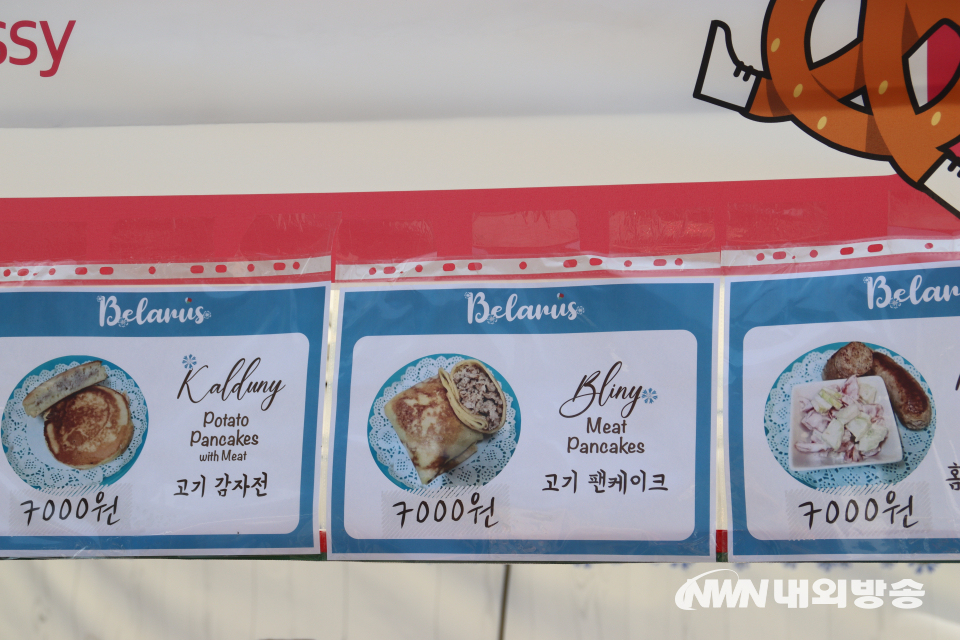 ssy
Belarus
Kalduny
Potato
Pancakes
with Meat
고기 감자전
7000원
Belarus
Bliny
Meat
Pancakes
고기 팬케이크
7000원
Belar
7000원
홈
NWN 내외방송